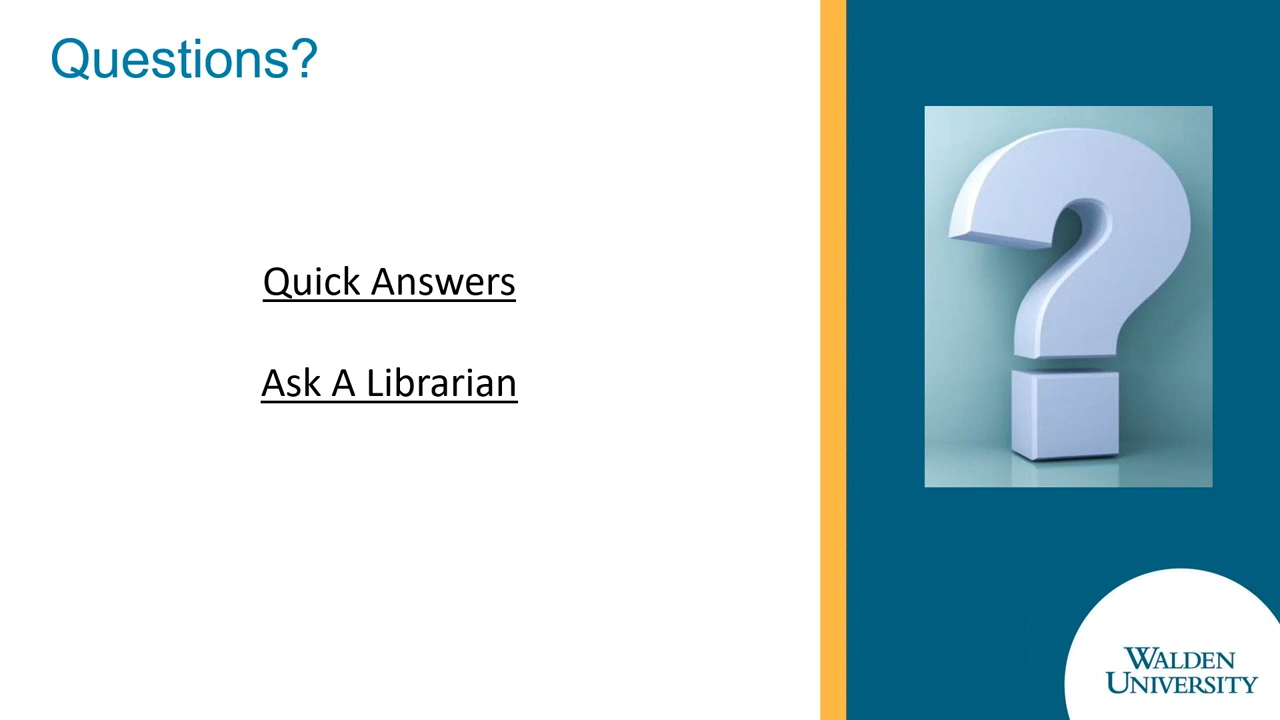 Questions?
Quick Answers
Ask A Librarian
WALDEN
UNIVERSITY